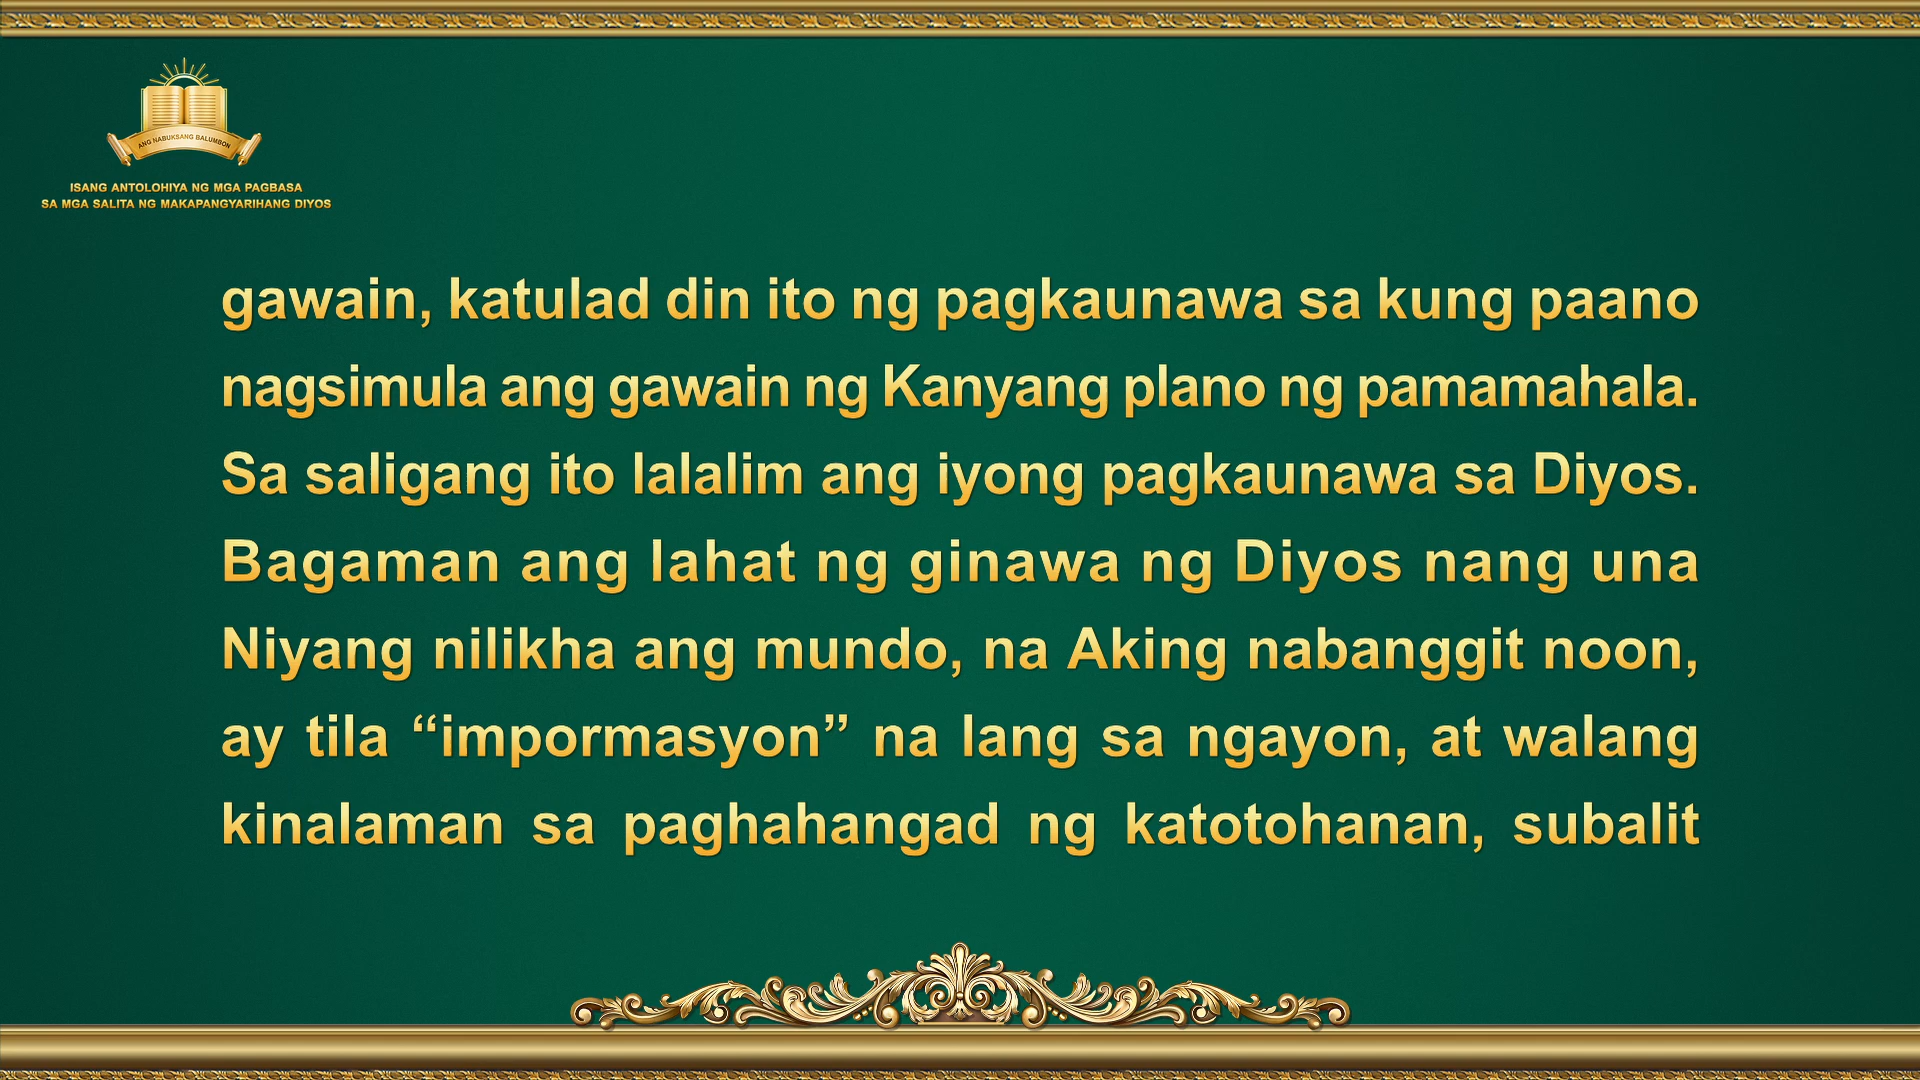 ANG NABUKSANG BALUMBON
ISANG ANTOLOHIYA NG MGA PAGBASA
SA MGA SALITA NG MAKAPANGYARIHANG DIYOS
gawain, katulad din ito ng pagkaunawa sa kung paano
nagsimula ang gawain ng Kanyang plano ng pamamahala.
Sa saligang ito lalalim ang iyong pagkaunawa sa Diyos.
Bagaman ang lahat ng ginawa ng Diyos nang una
Niyang nilikha ang mundo, na Aking nabanggit noon,
ay tila “impormasyon” na lang sa ngayon, at walang
kinalaman sa paghahangad ng katotohanan, subalit